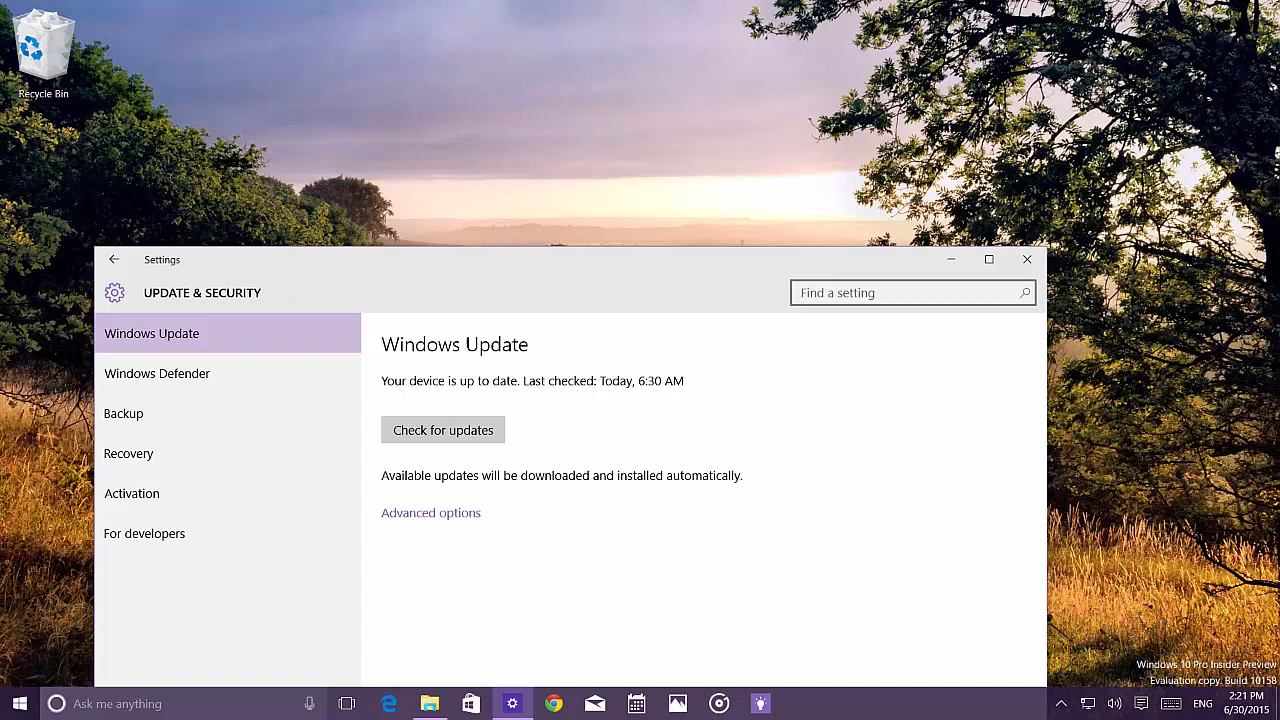 Recycle Bin
Settings
UPDATE & SECURITY
Find a setting
Windows Update
Windows Defender
Backup
Recovery
Activation
For developers
Windows Update
Your device is up to date. Last checked: Today, 6:30 AM
Check for updates
Available updates will be downloaded and installed automatically.
Advanced options
Windows 10 Pro Insider Preview
Evaluation copy. Build 10158
Ask me anything
ENG
2:21 PM
6/30/2015